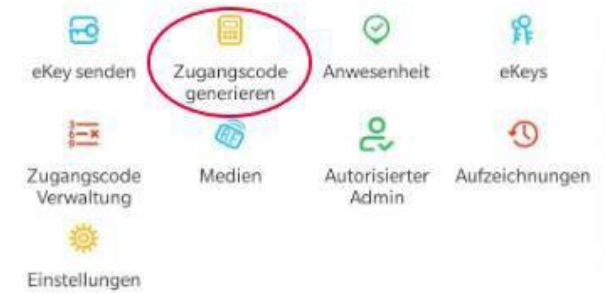 eKey senden
Zugangscode
generieren
Anwesenheit
eKeys
Zugangscode
Verwaltung
Medien
Autorisierter
Admin
Aufzeichnungen
Einstellungen